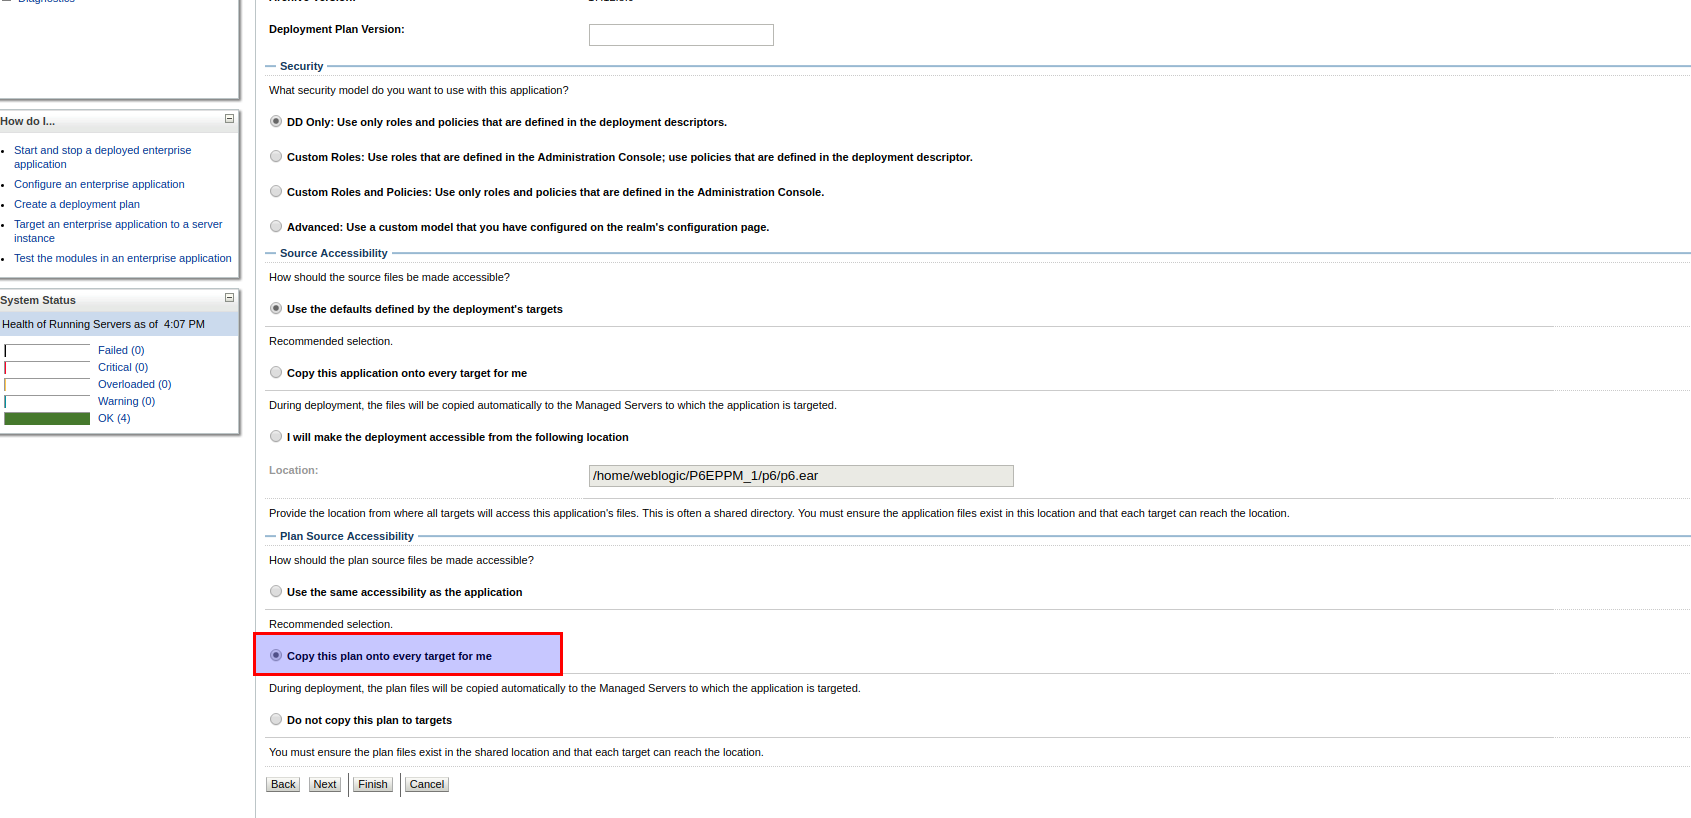 Diagnostics
How do I...
Start and stop a deployed enterprise
application
Configure an enterprise application
Create a deployment plan
Target an enterprise application to a server
instance
Test the modules in an enterprise application
System Status
Health of Running Servers as of 4:07 PM
Failed (0)
Critical (0)
Overloaded (0)
Warning (0)
OK (4)
Archive Version:
Deployment Plan Version:
Security
What security model do you want to use with this application?
DD Only: Use only roles and policies that are defined in the deployment descriptors.
Custom Roles: Use roles that are defined in the Administration Console; use policies that are defined in the deployment descriptor.
Custom Roles and Policies: Use only roles and policies that are defined in the Administration Console.
Advanced: Use a custom model that you have configured on the realm's configuration page.
Source Accessibility
How should the source files be made accessible?
Use the defaults defined by the deployment's targets
Recommended selection.
Copy this application onto every target for me
During deployment, the files will be copied automatically to the Managed Servers to which the application is targeted.
I will make the deployment accessible from the following location
Location: /home/weblogic/P6EPPM_1/p6/p6.ear
Provide the location from where all targets will access this application's files. This is often a shared directory. You must ensure the application files exist in this location and that each target can reach the location.
Plan Source Accessibility
How should the plan source files be made accessible?
Use the same accessibility as the application
Recommended selection.
Copy this plan onto every target for me
During deployment, the plan files will be copied automatically to the Managed Servers to which the application is targeted.
Do not copy this plan to targets
You must ensure the plan files exist in the shared location and that each target can reach the location.
Back Next Finish Cancel